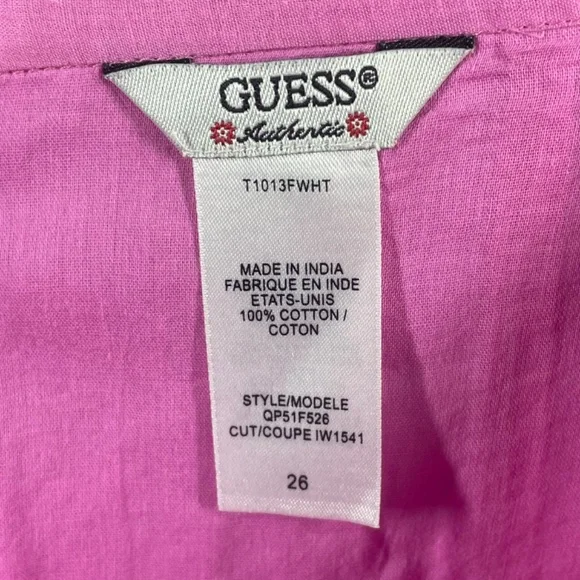 GUESS®
Authentic
T1013FWHT
MADE IN INDIA
FABRIQUE EN INDE
ETATS-UNIS
100% COTTON /
COTON
STYLE/MODELE
QP51F526
CUT/COUPE IW1541
26